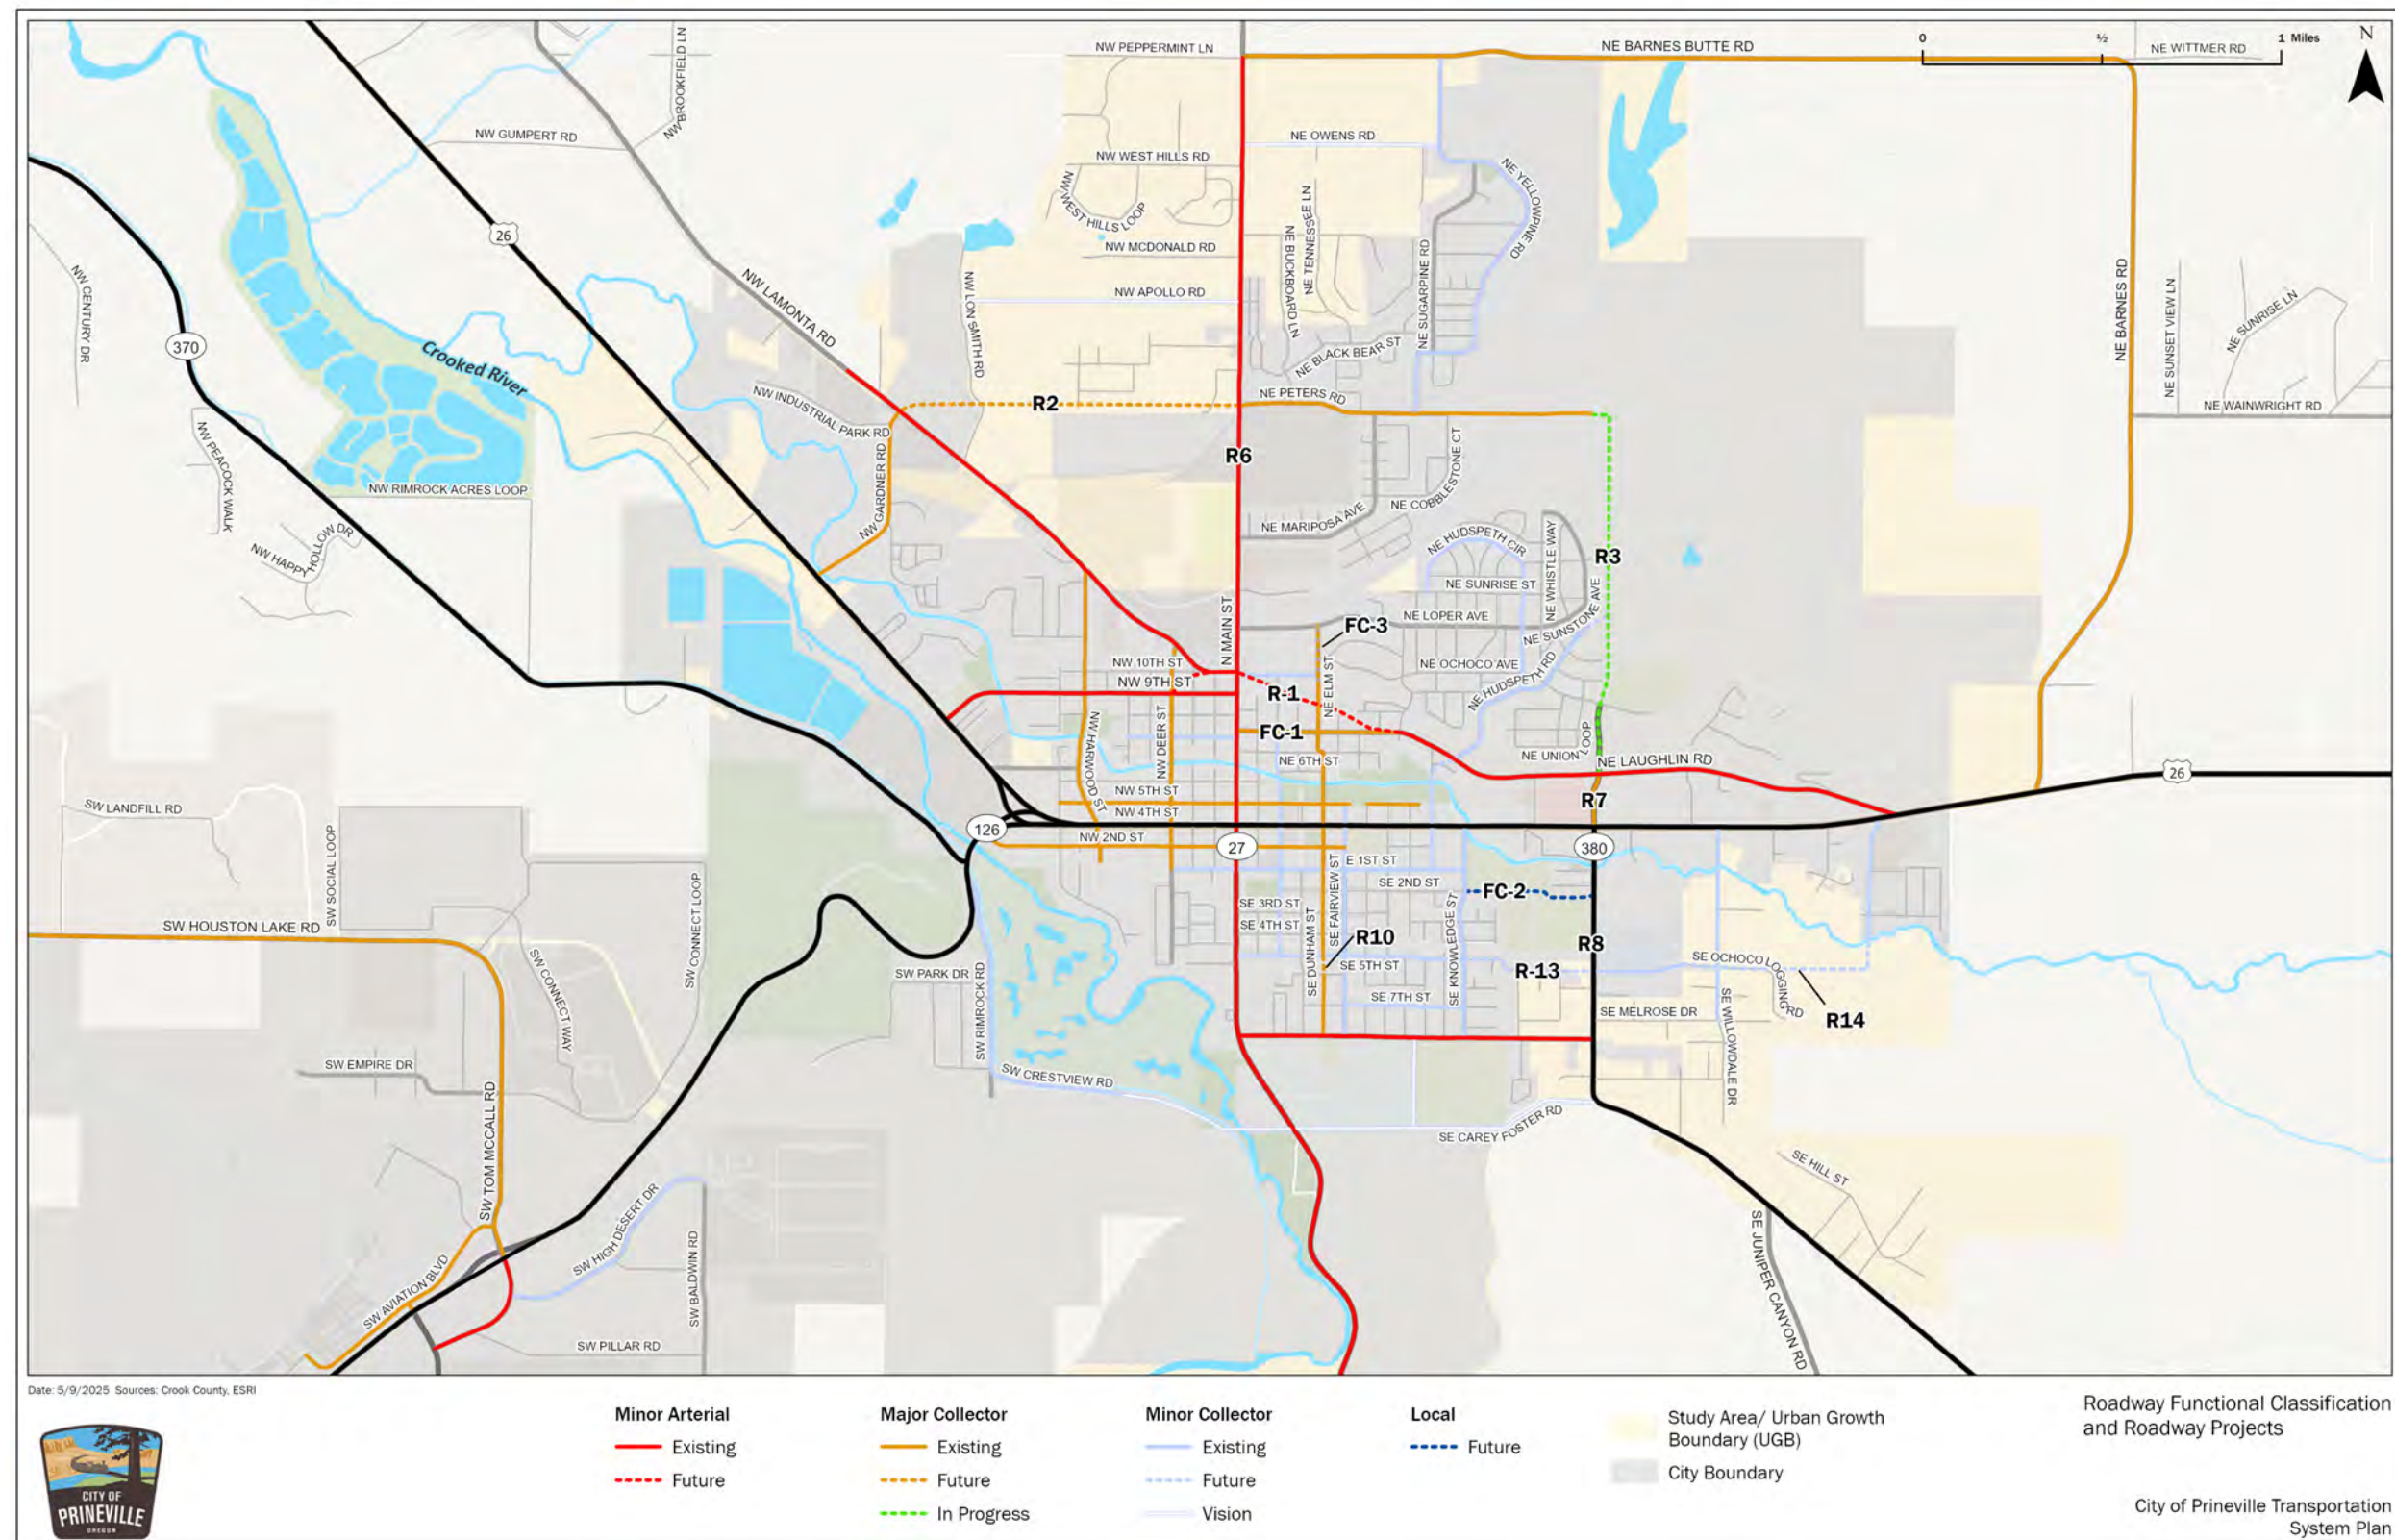 NW PEPPERMINT LN
NE BARNES BUTTE RD
0
½
1 Miles
N
NE WITTMER RD
NW BROOKFIELD LN
NW GUMPERT RD
NE OWENS RD
NW WEST HILLS RD
NW WEST HILLS LOOP
NE YELLOWPINE RD
NE TENNESSEE LN
NE BUCKBOARD LN
NW MCDONALD RD
26
NE SUGARPINE RD
NW CENTURY DR
NW LAMONTA RD
NW LON SMITH RD
NW APOLLO RD
NE BARNES RD
NE SUNSET VIEW LN
NE SUNRISE LN
370
Crooked River
NE BLACK BEAR ST
NW INDUSTRIAL PARK RD
R2
NE PETERS RD
NE WAINWRIGHT RD
NW PEACOCK WALK
NW GARDNER RD
R6
NE COBBLESTONE CT
NW RIMROCK ACRES LOOP
NE MARIPOSA AVE
NW HAPPY HOLLOW DR
NE HUDSPETH CIR
NE WHISTLE WAY
R3
NE SUNRISE ST
N MAIN ST
FC-3
NE LOPER AVE
NE SUNSTONE AVE
NW 10TH ST
NE ELM ST
NE OCHOCO AVE
NW 9TH ST
R-1
NE HUDSPETH RD
NW HARWOOD ST
NW DEER ST
FC-1
NE UNION LOOP
NE 6TH ST
NE LAUGHLIN RD
26
NW 5TH ST
R7
SW LANDFILL RD
NW 4TH ST
126
NW 2ND ST
27
380
SW SOCIAL LOOP
SW CONNECT LOOP
E 1ST ST
SE FAIRVIEW ST
SE 2ND ST
FC-2
SE 3RD ST
SE KNOWLEDGE ST
SW HOUSTON LAKE RD
SE 4TH ST
SE DUNHAM ST
R10
R8
SW CONNECT WAY
SW PARK DR
SW RIMROCK RD
SE 5TH ST
R-13
SE OCHOCO LOGGING RD
SE 7TH ST
SE MELROSE DR
SE WILLOWDALE DR
R14
SW EMPIRE DR
SW CRESTVIEW RD
SW TOM MCCALL RD
SE CAREY FOSTER RD
SE HILL ST
SW HIGH DESERT DR
SW AVIATION BLVD
SW BALDWIN RD
SE JUNIPER CANYON RD
SW PILLAR RD
Date: 5/9/2025 Sources: Crook County, ESRI
CITY OF
PRINEVILLE
OREGON
Minor Arterial
Existing
Future
Major Collector
Existing
Future
In Progress
Minor Collector
Existing
Future
Vision
Local
Future
Study Area/ Urban Growth
Boundary (UGB)
City Boundary
Roadway Functional Classification
and Roadway Projects
City of Prineville Transportation
System Plan